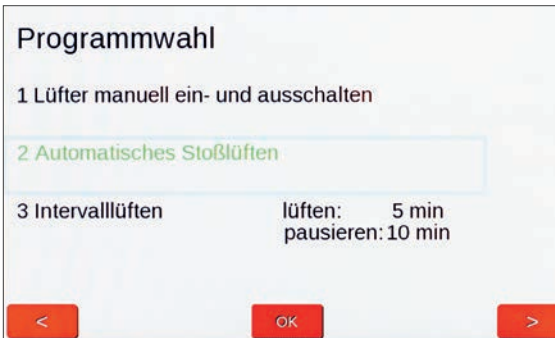 Programmwahl
1 Lüfter manuell ein- und ausschalten
2 Automatisches Stoßlüften
3 Intervalllüften lüften: 5 min
pausieren: 10 min
< OK >